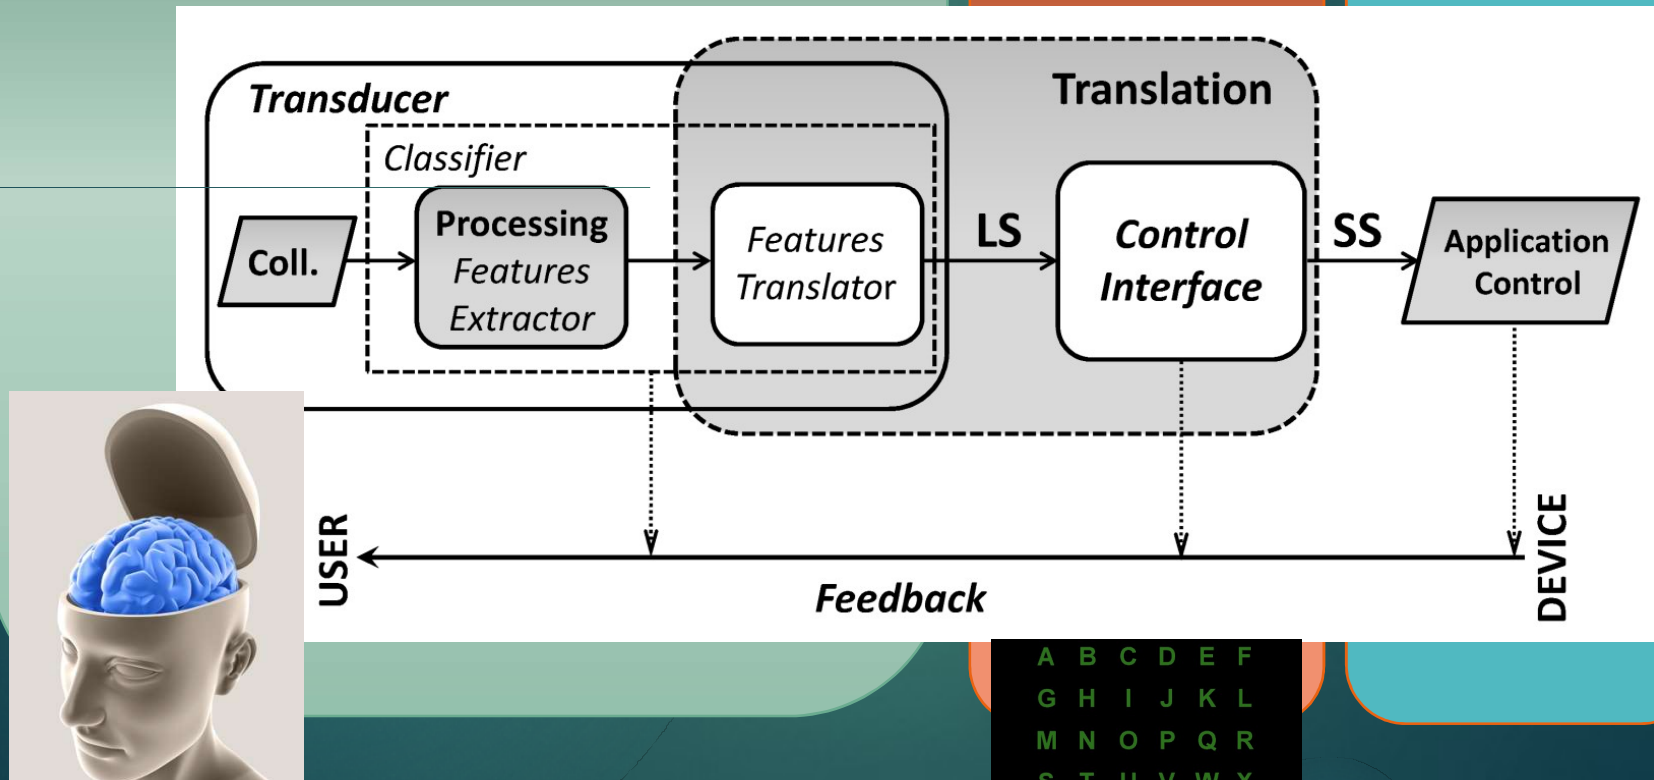 Transducer
Translation
Classifier
Coll.
Processing
Features
Extractor
Features
Translator
LS
Control
Interface
SS
Application
Control
USER
Feedback
DEVICE
A B C D E F
G H I J K L
M N O P Q R
S T U V W X